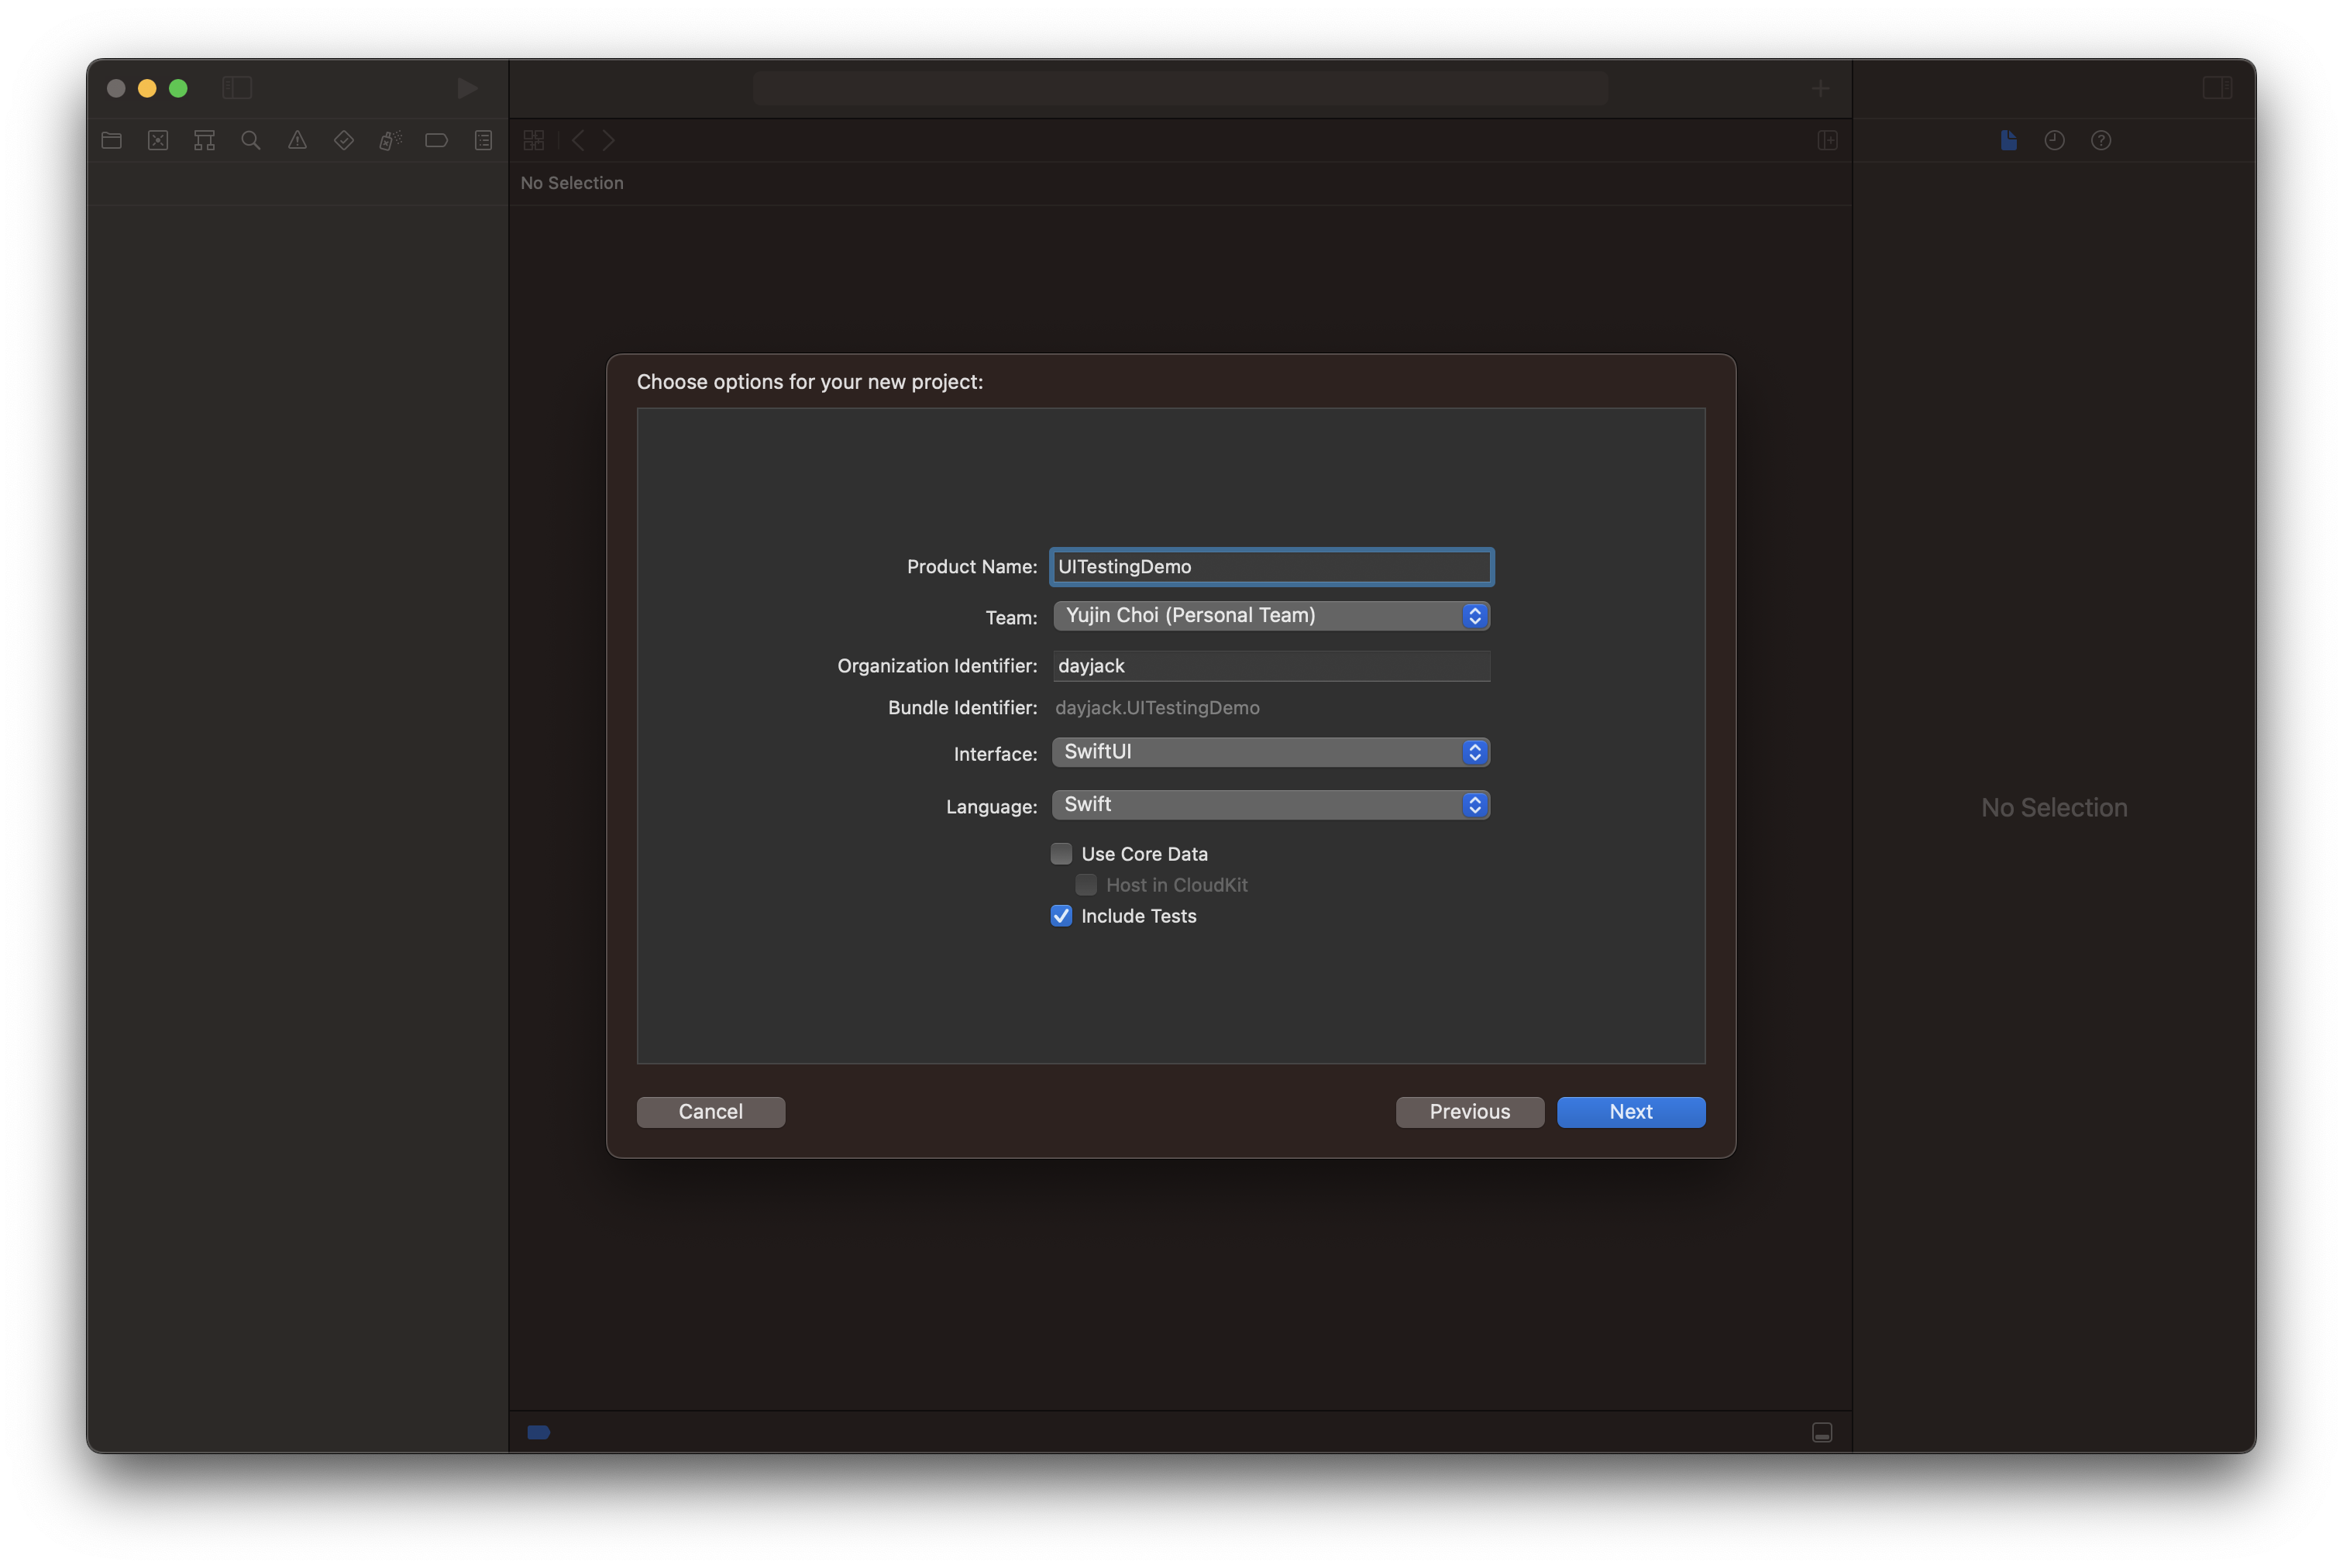 No Selection
Choose options for your new project:
Product Name: UITestingDemo
Team: Yujin Choi (Personal Team)
Organization Identifier: dayjack
Bundle Identifier: dayjack.UITestingDemo
Interface: SwiftUI
Language: Swift
Use Core Data
Host in CloudKit
Include Tests
No Selection
Cancel Previous Next